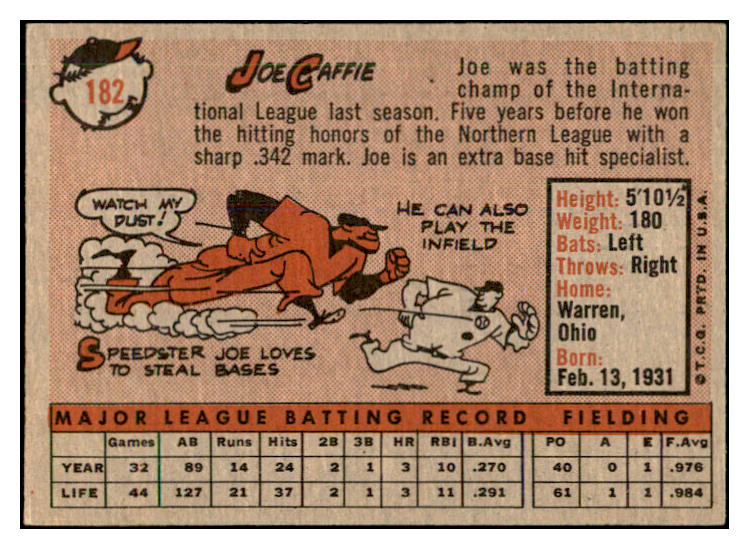 182
JOE CAFFIE
Joe was the batting
champ of the Interna-
tional League last season. Five years before he won
the hitting honors of the Northern League with a
sharp .342 mark. Joe is an extra base hit specialist.
WATCH MY
DUST!
HE CAN ALSO
PLAY THE
INFIELD
SPEEDSTER JOE LOVES
TO STEAL BASES
Height: 5'10½"
Weight: 180
Bats: Left
Throws: Right
Home:
Warren,
Ohio
Born:
Feb. 13, 1931
© T.C.G. PRTD. IN U.S.A.
MAJOR LEAGUE BATTING RECORD FIELDING
Games AB Runs Hits 2B 3B HR RBI B.Avg PO A E F.Avg
YEAR 32 89 14 24 2 1 3 10 .270 40 0 1 .976
LIFE 44 127 21 37 2 1 3 11 .291 61 1 1 .984